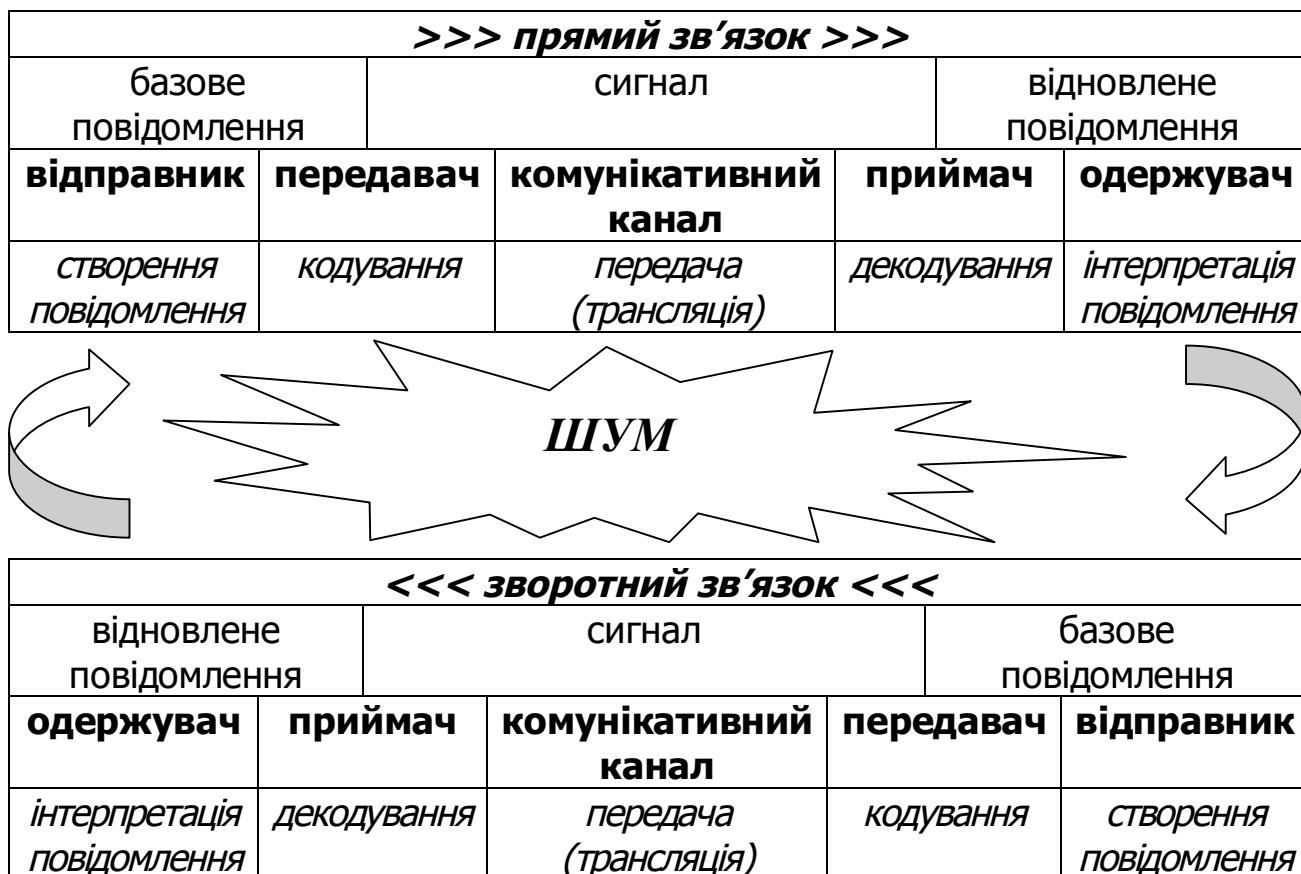 >>> прямий зв’язок >>>
базове
повідомлення
сигнал
відновлене
повідомлення
відправник
передавач
комунікативний
канал
приймач
одержувач
створення
повідомлення
кодування
передача
(трансляція)
декодування
інтерпретація
повідомлення
ШУМ
<<< зворотний зв’язок <<<
відновлене
повідомлення
сигнал
базове
повідомлення
одержувач
приймач
комунікативний
канал
передавач
відправник
інтерпретація
повідомлення
декодування
передача
(трансляція)
кодування
створення
повідомлення